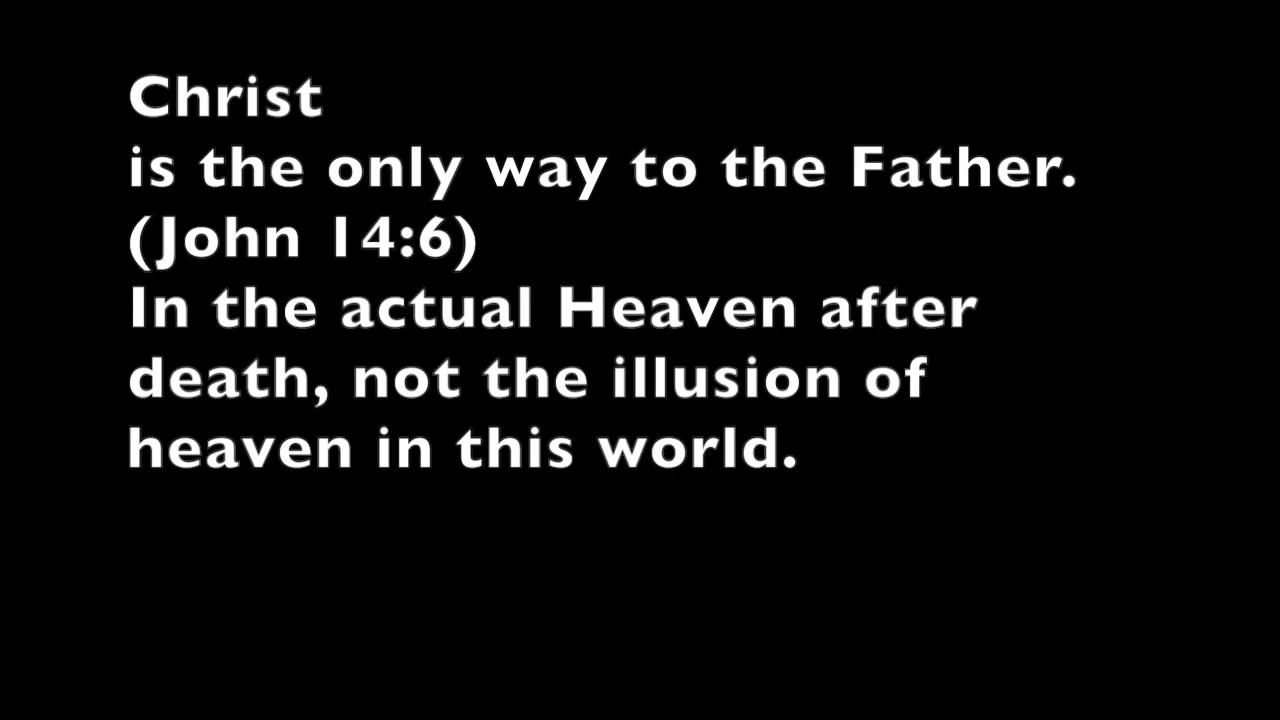 Christ
is the only way to the Father.
(John 14:6)
In the actual Heaven after
death, not the illusion of
heaven in this world.